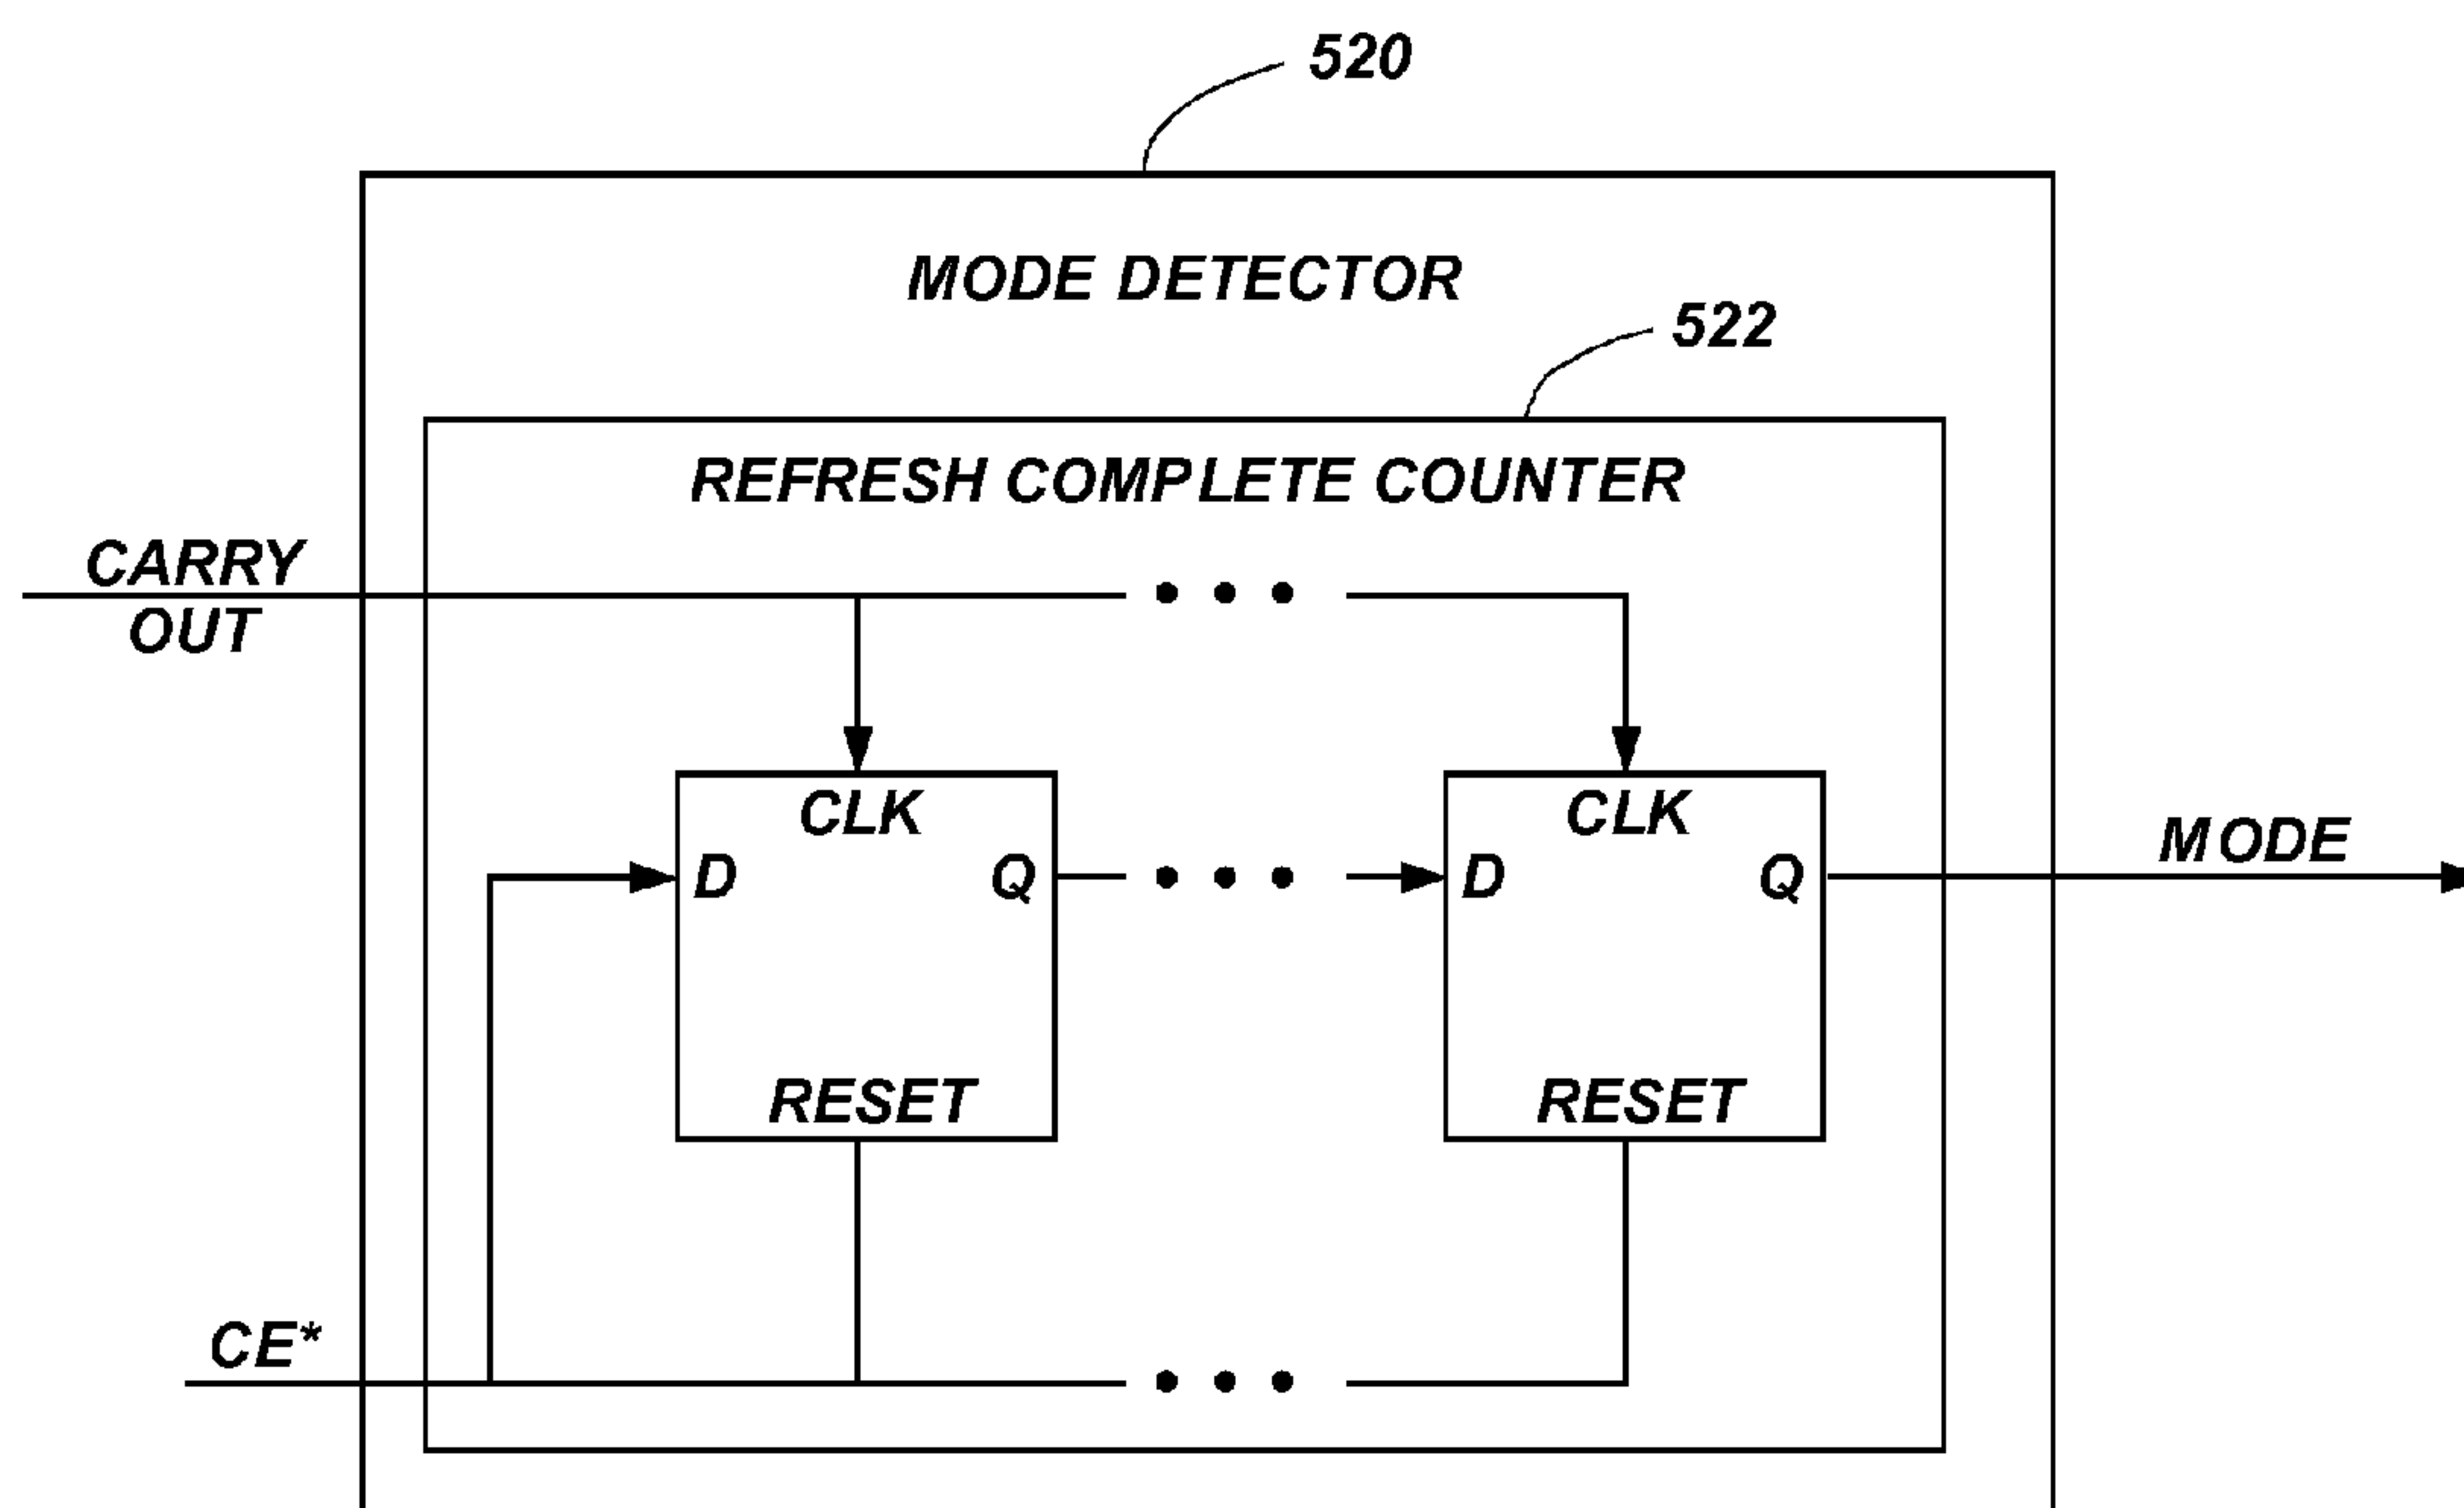 520
MODE DETECTOR
522
REFRESH COMPLETE COUNTER
CARRY
OUT
CLK
CLK
D
Q
D
Q
MODE
RESET
RESET
CE*